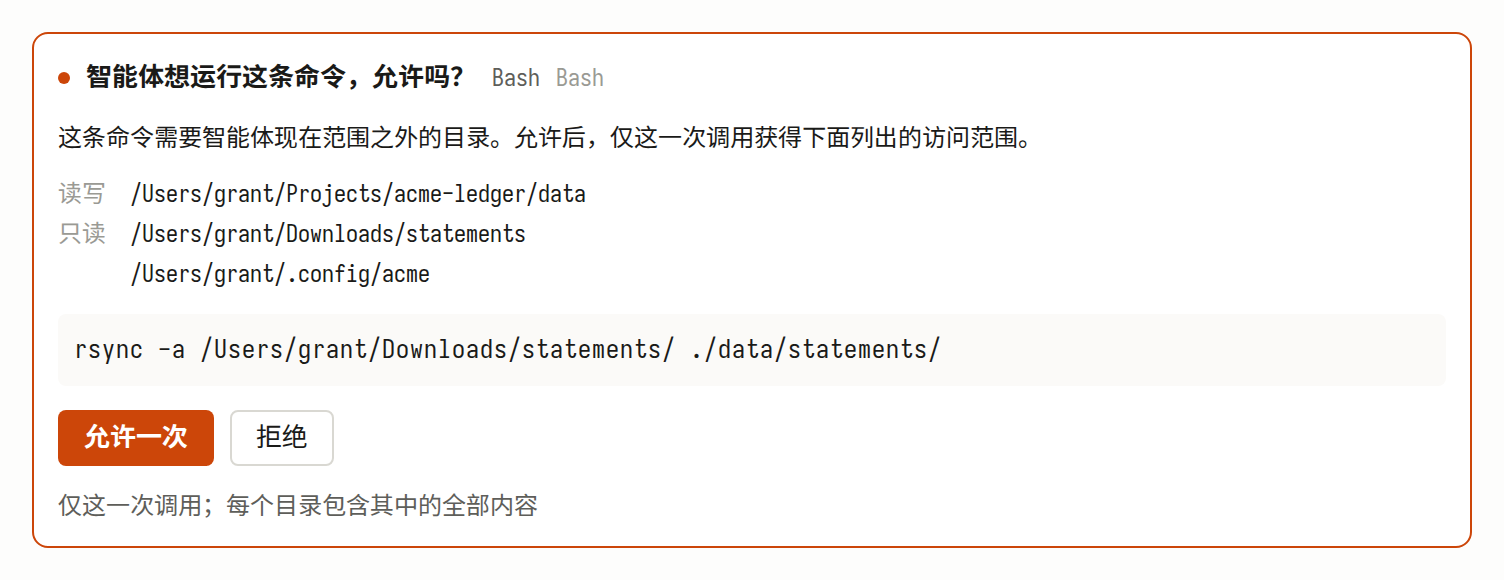 智能体想运行这条命令，允许吗？ Bash Bash
这条命令需要智能体现在范围之外的目录。允许后，仅这一次调用获得下面列出的访问范围。
读写 /Users/grant/Projects/acme-ledger/data
只读 /Users/grant/Downloads/statements
/Users/grant/.config/acme
rsync -a /Users/grant/Downloads/statements/ ./data/statements/
允许一次 拒绝
仅这一次调用；每个目录包含其中的全部内容